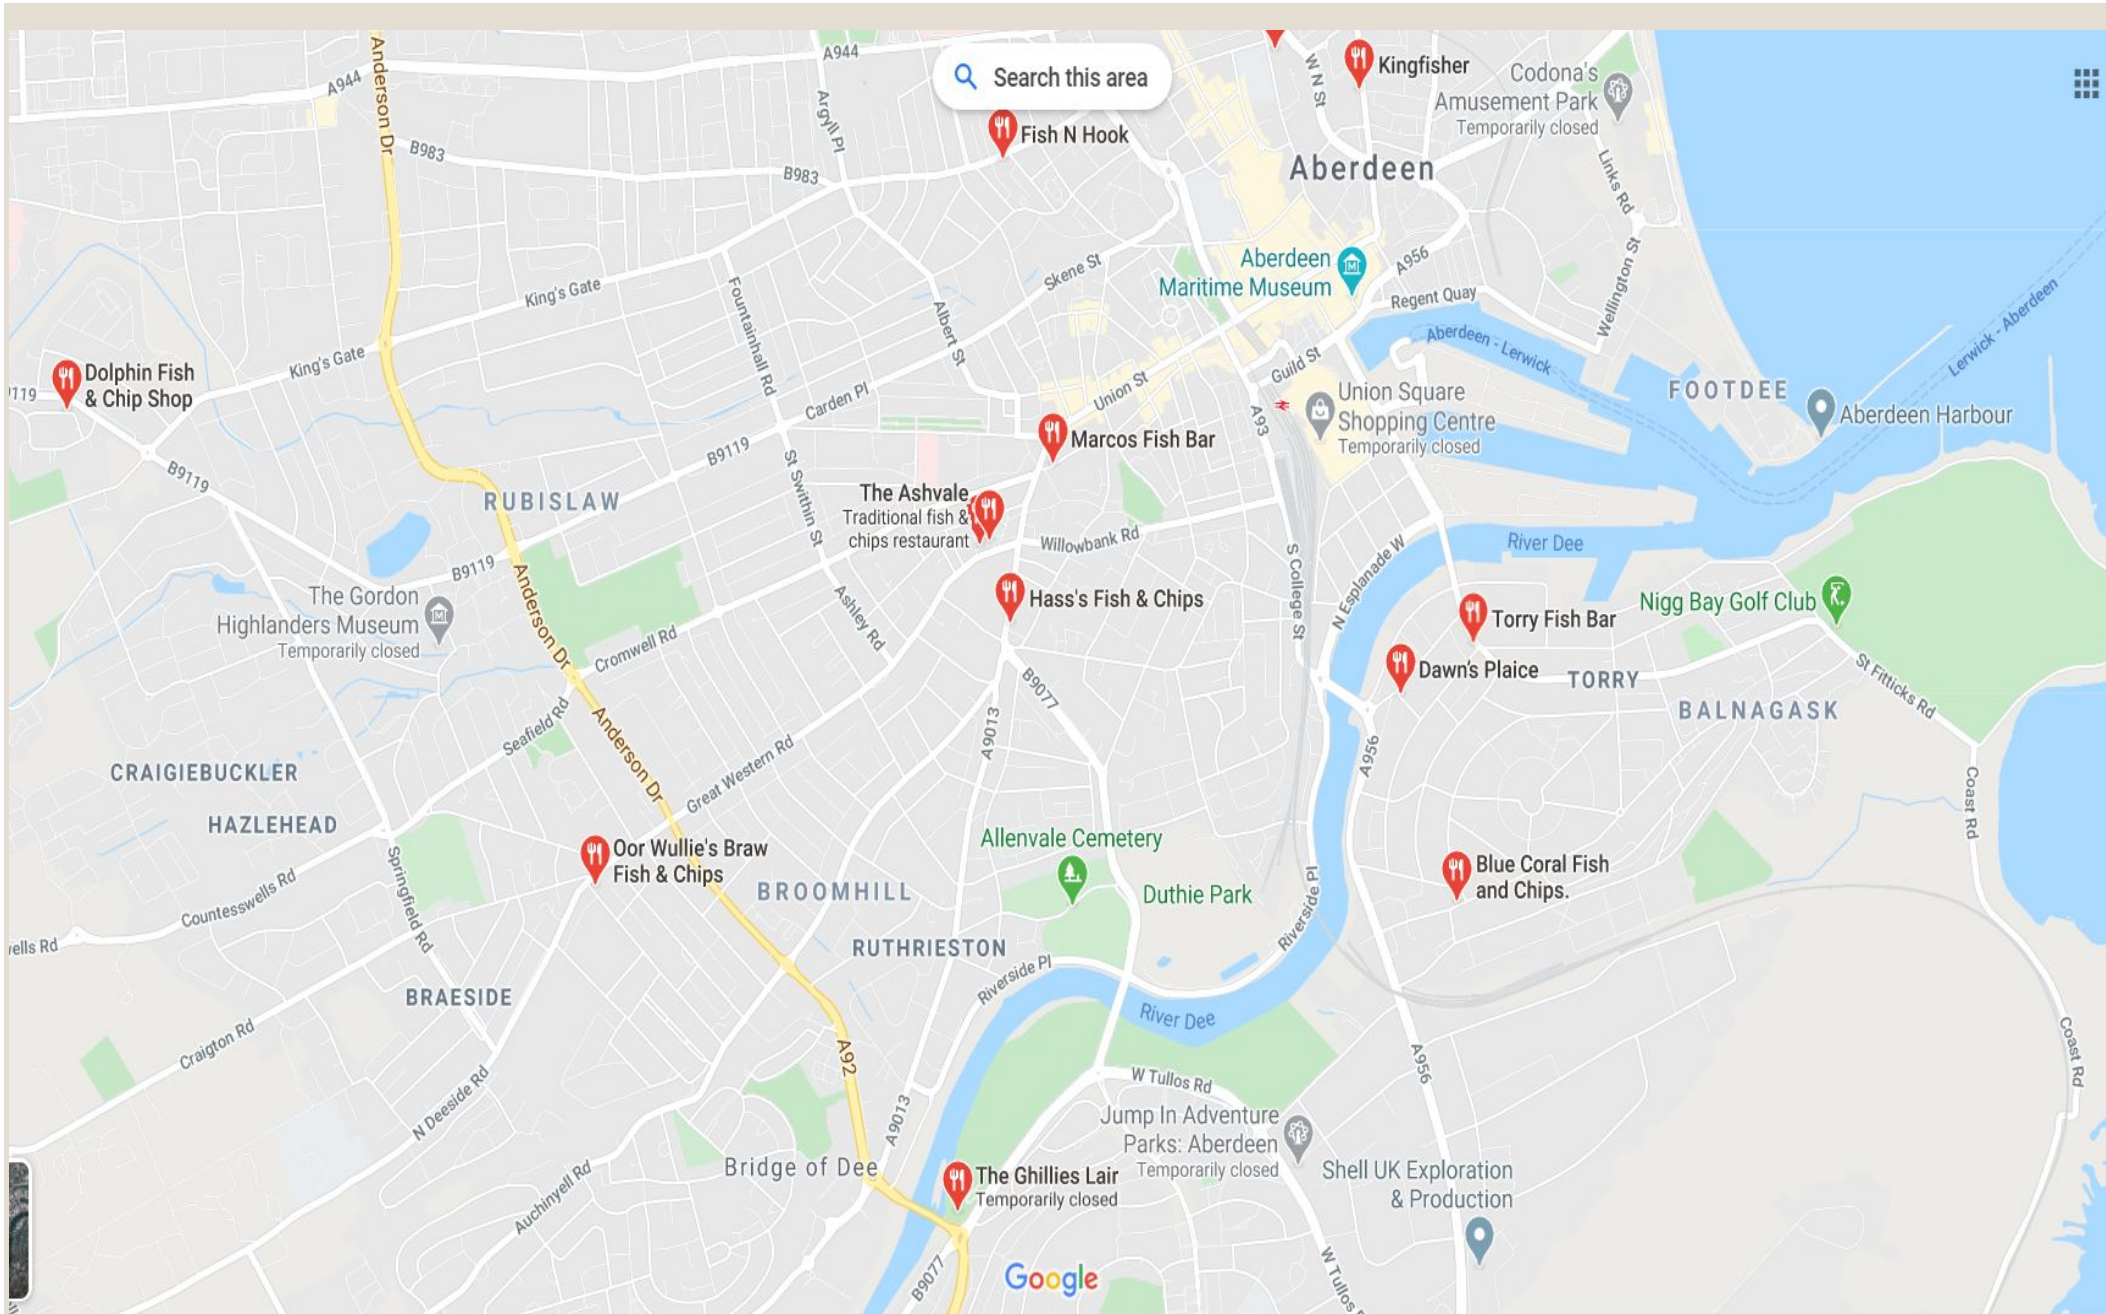 A944
Anderson Dr
A944
Search this area
W N St
Kingfisher
Codona's
Amusement Park
Temporarily closed
Argyll Pl
Fish N Hook
B983
B983
Aberdeen
Links Rd
Aberdeen
Maritime Museum
A956
Skene St
King's Gate
Fountainhall Rd
Albert St
Regent Quay
Wellington St
Aberdeen - Lerwick
Lerwick - Aberdeen
King's Gate
Guild St
Dolphin Fish
& Chip Shop
119
Carden Pl
Union St
A93
Union Square
Shopping Centre
Temporarily closed
FOOTDEE
Aberdeen Harbour
Marcos Fish Bar
B9119
B9119
St Swithin St
RUBISLAW
The Ashvale
Traditional fish &
chips restaurant
Willowbank Rd
S College St
N Esplanade W
River Dee
B9119
Anderson Dr
Ashley Rd
Hass's Fish & Chips
The Gordon
Highlanders Museum
Temporarily closed
Cromwell Rd
Torry Fish Bar
Nigg Bay Golf Club
Dawn's Plaice
TORRY
St Fitticks Rd
BALNAGASK
B9077
Seafield Rd
Anderson Dr
A9013
A956
Great Western Rd
CRAIGIEBUCKLER
HAZLEHEAD
Coast Rd
Allenvale Cemetery
Oor Wullie's Braw
Fish & Chips
BROOMHILL
Duthie Park
Blue Coral Fish
and Chips.
Springfield Rd
Countesswells Rd
Riverside Pl
ells Rd
RUTHRIESTON
Riverside Pl
BRAESIDE
River Dee
Craigton Rd
A92
A956
Coast Rd
N Deeside Rd
W Tullos Rd
A9013
Jump In Adventure
Parks: Aberdeen
Temporarily closed
Bridge of Dee
The Ghillies Lair
Temporarily closed
Shell UK Exploration
& Production
Auchinyell Rd
B9077
W Tullos
Google